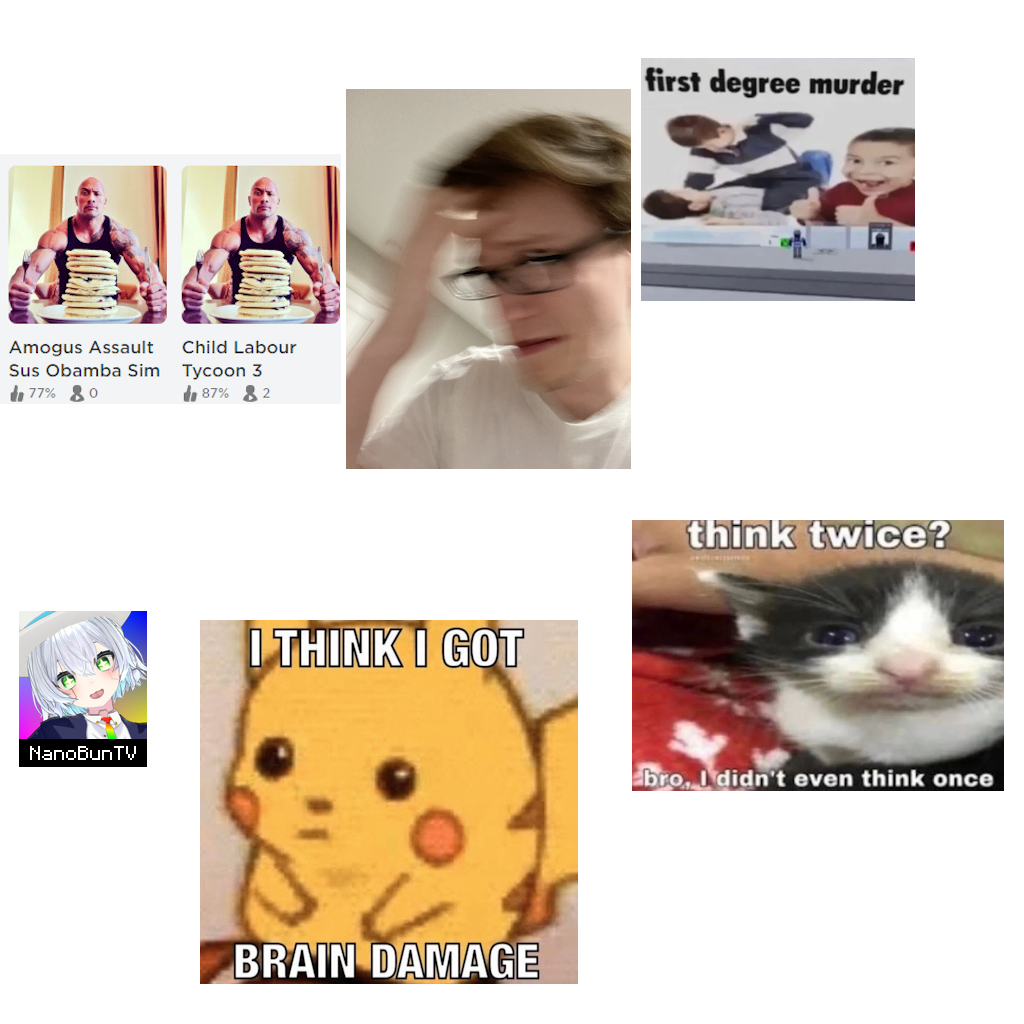 first degree murder
Amogus Assault
Sus Obamba Sim
77% 0
Child Labour
Tycoon 3
87% 2
think twice?
bro, I didn't even think once
NanoBunTV
I THINK I GOT
BRAIN DAMAGE